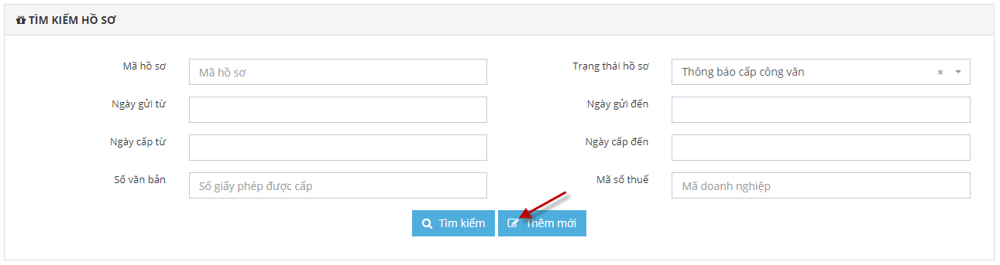 TÌM KIẾM HỒ SƠ
Mã hồ sơ Mã hồ sơ Trạng thái hồ sơ Thông báo cấp công văn × 
Ngày gửi từ Ngày gửi đến
Ngày cấp từ Ngày cấp đến
Số văn bản Số giấy phép được cấp Mã số thuế Mã doanh nghiệp
Tìm kiếm Thêm mới